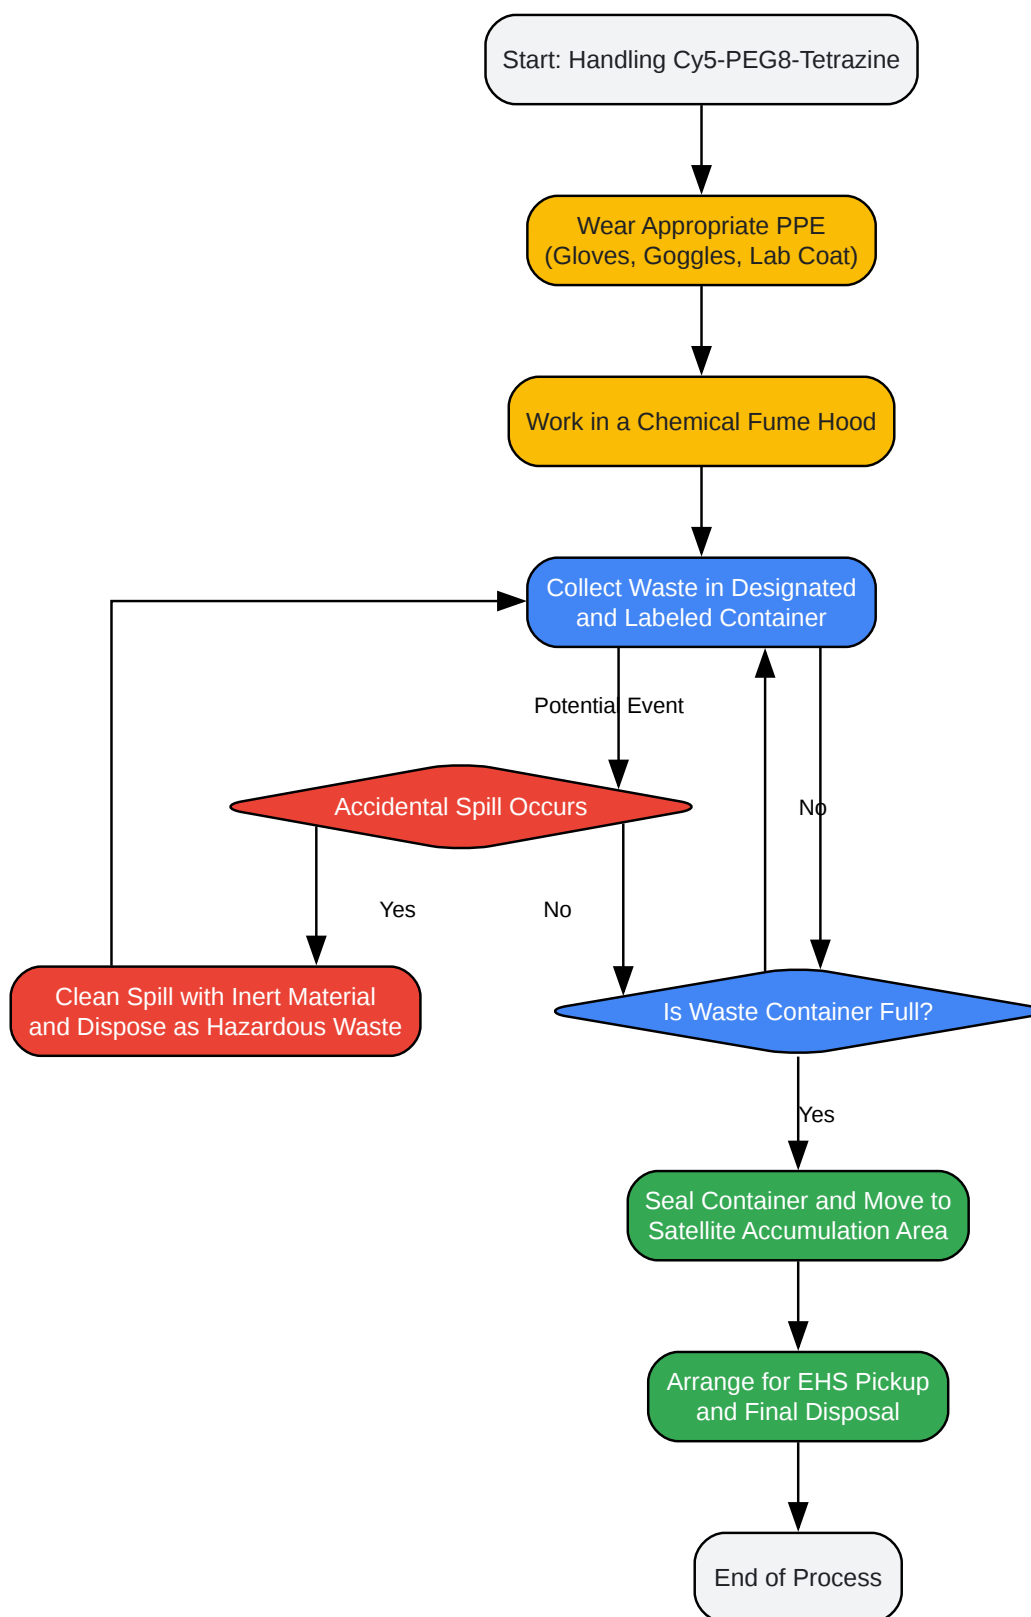 Start: Handling Cy5-PEG8-Tetrazine
Wear Appropriate PPE
(Gloves, Goggles, Lab Coat)
Work in a Chemical Fume Hood
Collect Waste in Designated
and Labeled Container
Potential Event
Accidental Spill Occurs
No
Yes
No
Clean Spill with Inert Material
and Dispose as Hazardous Waste
Is Waste Container Full?
Yes
Seal Container and Move to
Satellite Accumulation Area
Arrange for EHS Pickup
and Final Disposal
End of Process